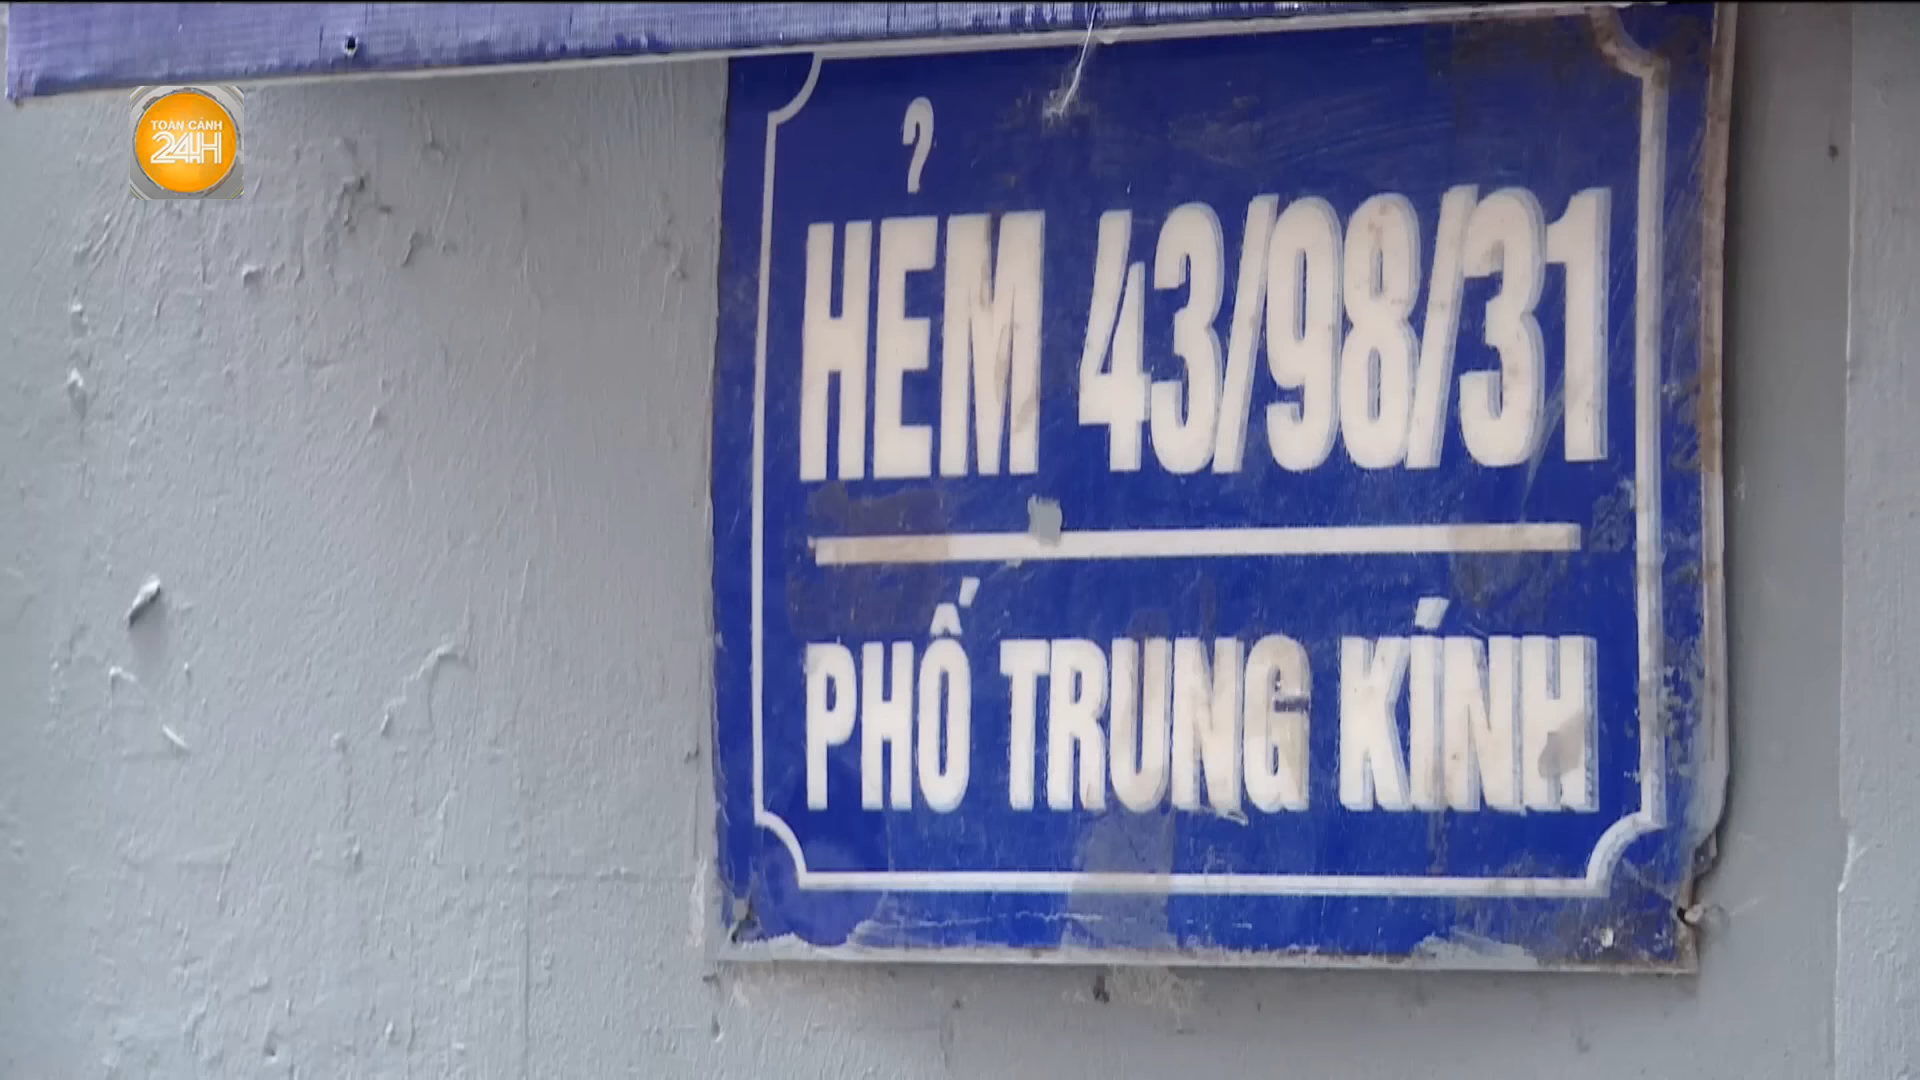 TOÀN CẢNH
24H
HẺM 43/98/31
PHỐ TRUNG KÍNH